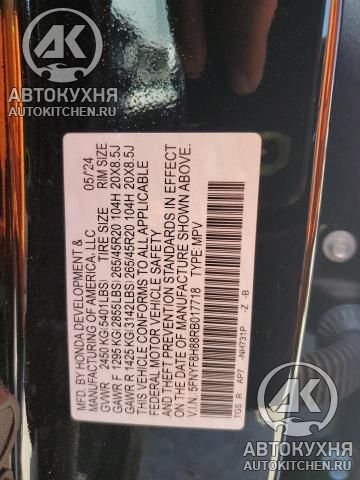 АВТОКУХНЯ
AUTOKITCHEN.RU
MFD. BY HONDA DEVELOPMENT & 05/24
MANUFACTURING OF AMERICA, LLC
GVWR 2450 KG(5401LBS) TIRE SIZE RIM SIZE
GAWR F 1295 KG(2855LBS) 265/45R20 104H 20X8.5J
GAWR R 1425 KG(3142LBS) 265/45R20 104H 20X8.5J
THIS VEHICLE CONFORMS TO ALL APPLICABLE
FEDERAL MOTOR VEHICLE SAFETY
AND THEFT PREVENTION STANDARDS IN EFFECT
ON THE DATE OF MANUFACTURE SHOWN ABOVE.
V.I.N. 5FNYF8H88RB017718 TYPE:MPV
TGS R AP7 -NH731P -Z -B
АВТОКУХНЯ
AUTOKITCHEN.RU